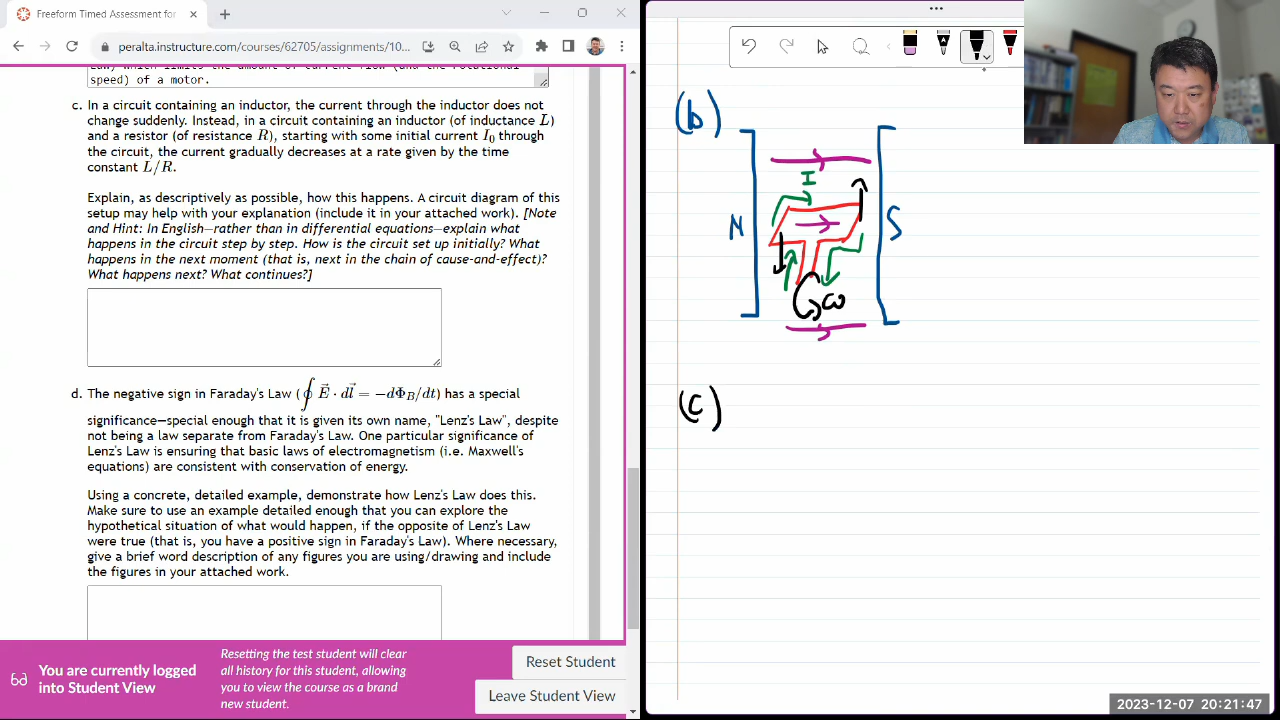 Freeform Timed Assessment for
peralta.instructure.com/courses/62705/assignments/10...
speed) of a motor.
c. In a circuit containing an inductor, the current through the inductor does not
change suddenly. Instead, in a circuit containing an inductor (of inductance L)
and a resistor (of resistance R), starting with some initial current I₀ through
the circuit, the current gradually decreases at a rate given by the time
constant L/R.
Explain, as descriptively as possible, how this happens. A circuit diagram of this
setup may help with your explanation (include it in your attached work). [Note
and Hint: In English—rather than in differential equations—explain what
happens in the circuit step by step. How is the circuit set up initially? What
happens in the next moment (that is, next in the chain of cause-and-effect)?
What happens next? What continues?]
d. The negative sign in Faraday's Law (∮ E⃗ · dl⃗ = −dΦ_B/dt) has a special
significance—special enough that it is given its own name, "Lenz's Law", despite
not being a law separate from Faraday's Law. One particular significance of
Lenz's Law is ensuring that basic laws of electromagnetism (i.e. Maxwell's
equations) are consistent with conservation of energy.
Using a concrete, detailed example, demonstrate how Lenz's Law does this.
Make sure to use an example detailed enough that you can explore the
hypothetical situation of what would happen, if the opposite of Lenz's Law
were true (that is, you have a positive sign in Faraday's Law). Where necessary,
give a brief word description of any figures you are using/drawing and include
the figures in your attached work.
You are currently logged
into Student View
Resetting the test student will clear
all history for this student, allowing
you to view the course as a brand
new student.
Reset Student
Leave Student View
(b)
I
N
S
ω
(c)
2023-12-07 20:21:47